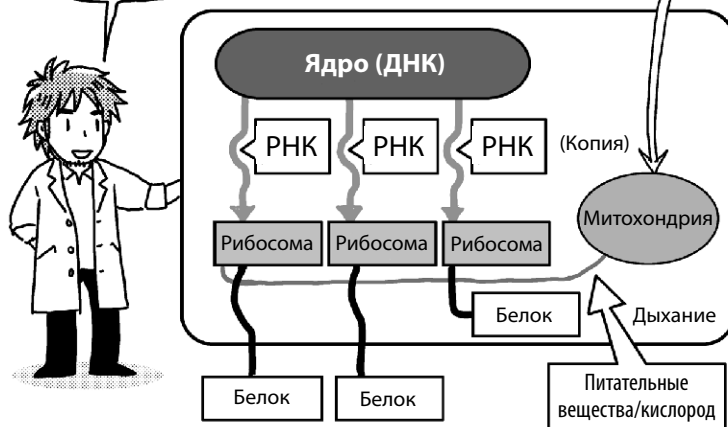 Ядро (ДНК)
РНК
РНК
РНК
(Копия)
Митохондрия
Рибосома
Рибосома
Рибосома
Белок
Дыхание
Белок
Белок
Питательные
вещества/кислород